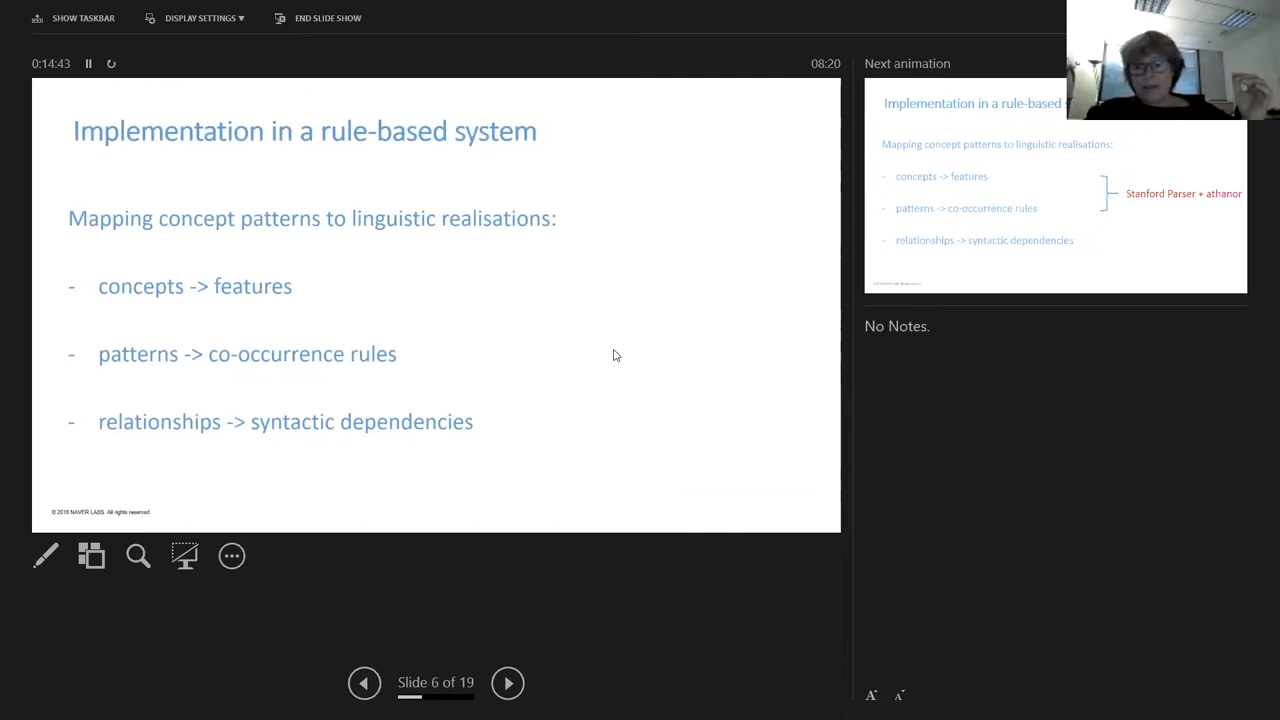 SHOW TASKBAR
DISPLAY SETTINGS ▼
END SLIDE SHOW
0:14:43
08:20
Next animation
Implementation in a rule-based system
Mapping concept patterns to linguistic realisations:
- concepts -> features
- patterns -> co-occurrence rules
- relationships -> syntactic dependencies
© 2018 NAVER LABS. All rights reserved.
Implementation in a rule-based
Mapping concept patterns to linguistic realisations:
- concepts -> features
- patterns -> co-occurrence rules
Stanford Parser + athanor
- relationships -> syntactic dependencies
No Notes.
Slide 6 of 19
A
A